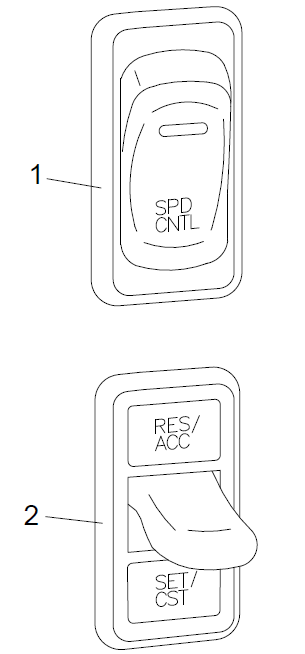 1
SPD
CNTL
RES/
ACC
2
SET/
CST